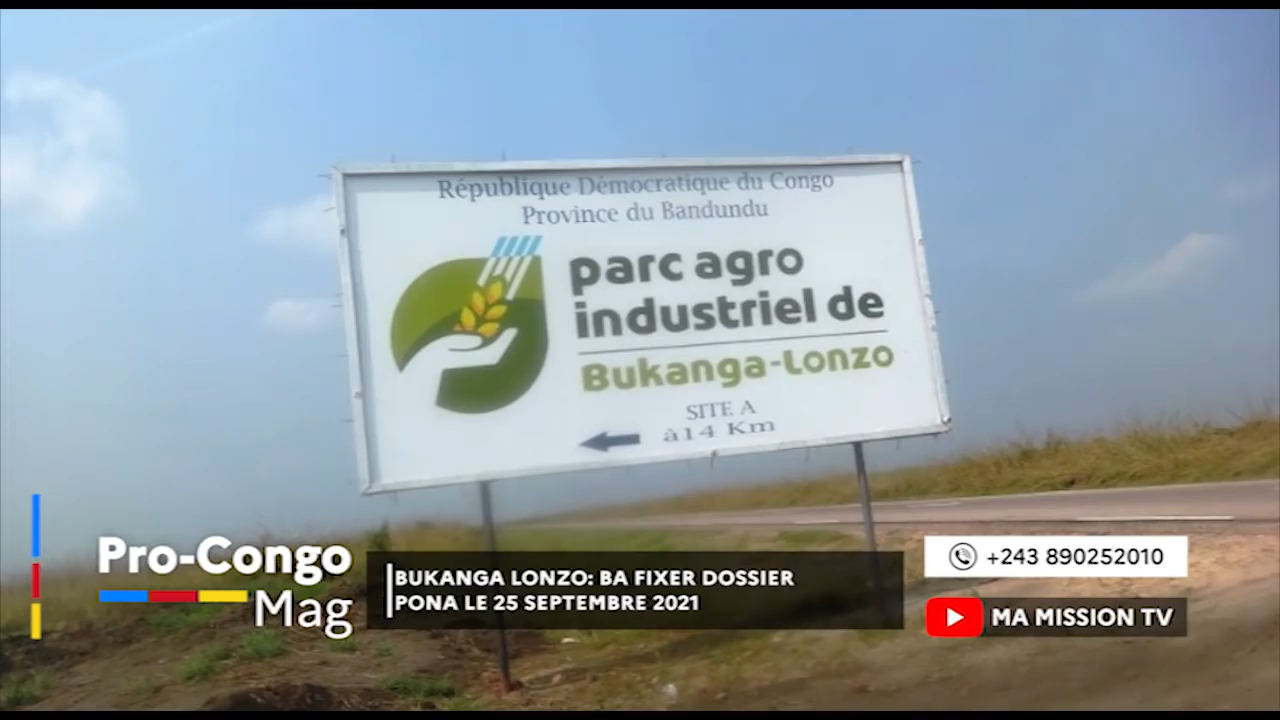 République Démocratique du Congo
Province du Bandundu
parc agro
industriel de
Bukanga-Lonzo
SITE A
à 14 Km
Pro-Congo
Mag
BUKANGA LONZO: BA FIXER DOSSIER
PONA LE 25 SEPTEMBRE 2021
+243 890252010
MA MISSION TV